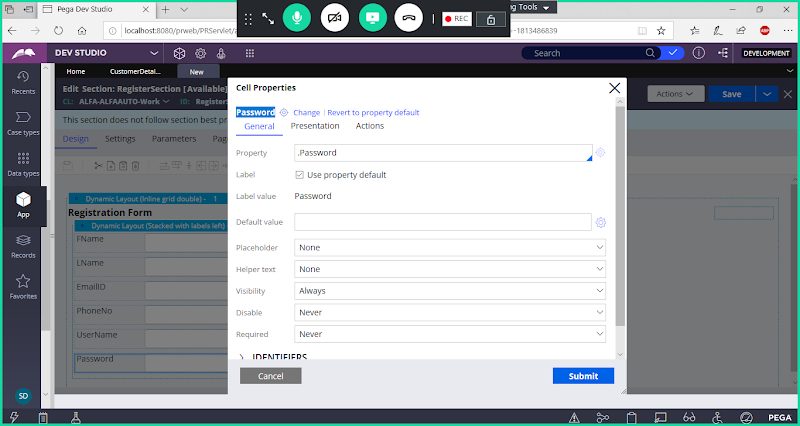 Pega Dev Studio
ng Tools
REC
localhost:8080/prweb/PRServlet/
-1813486839
DEV STUDIO
Search
DEVELOPMENT
Home
CustomerDetai...
New
Recents
Case types
Data types
App
Records
Favorites
SD
Edit Section: RegisterSection [Available]
CL: ALFA-ALFAAUTO-Work
ID: Register
Actions
Save
This section does not follow section best pr
Design
Settings
Parameters
Pag
Dynamic Layout (Inline grid double) - 1
Registration Form
Dynamic Layout (Stacked with labels left)
FName
LName
EmailID
PhoneNo
UserName
Password
Cell Properties
Password
Change | Revert to property default
General
Presentation
Actions
Property
.Password
Label
Use property default
Label value
Password
Default value
Placeholder
None
Helper text
None
Visibility
Always
Disable
Never
Required
Never
IDENTIFIERS
Cancel
Submit
PEGA